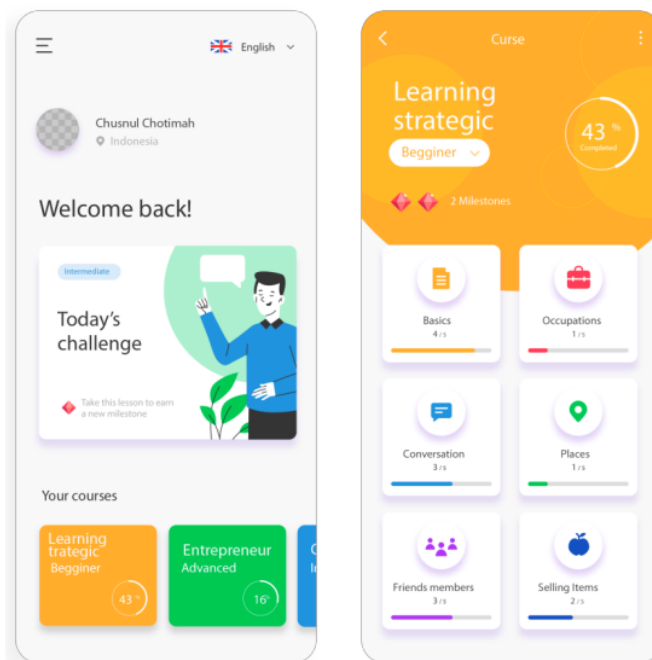 English
Chusnul Chotimah
Indonesia
Welcome back!
Intermediate
Today's
challenge
Take this lesson to earn
a new milestone
Your courses
Learning
trategic
Begginer
43 %
Entrepreneur
Advanced
16%
Curse
Learning
strategic
Begginer
43 %
Completed
2 Milestones
Basics
4/5
Occupations
1/5
Conversation
3/5
Places
1/5
Friends members
3/5
Selling Items
2/5